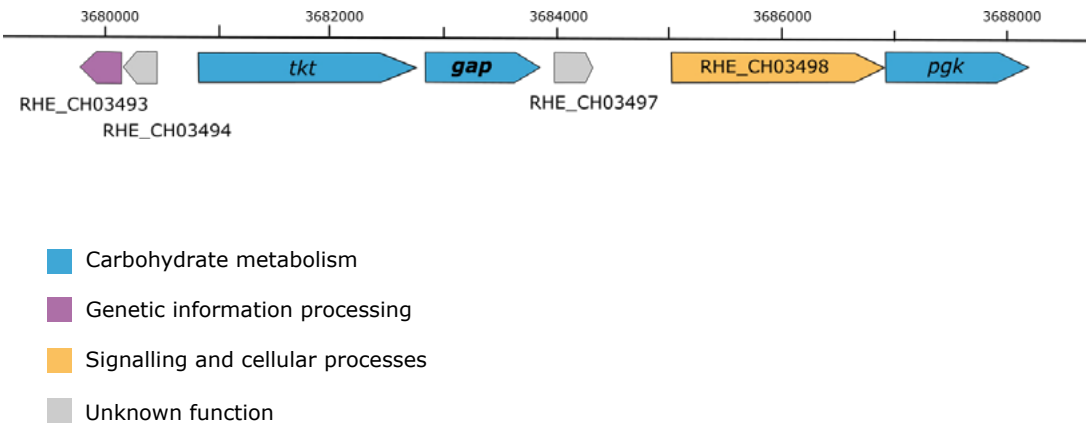 3680000 3682000 3684000 3686000 3688000
tkt gap RHE_CH03498 pgk
RHE_CH03493 RHE_CH03497
RHE_CH03494
Carbohydrate metabolism
Genetic information processing
Signalling and cellular processes
Unknown function